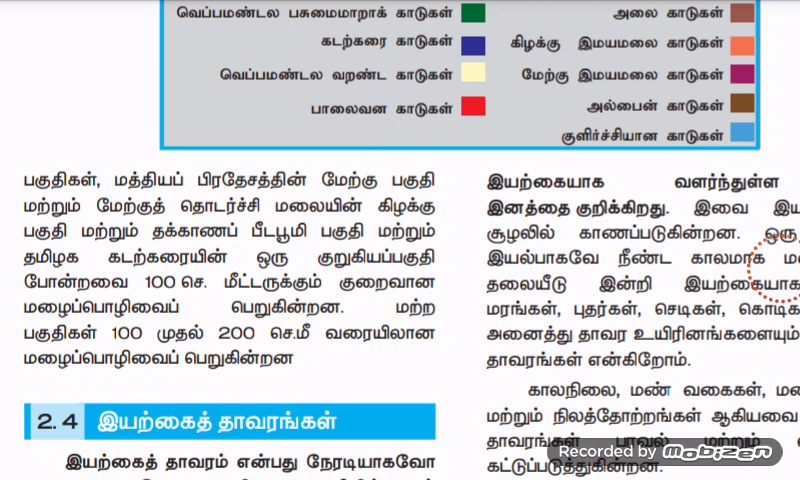 வெப்பமண்டல பசுமைமாறாக் காடுகள்
கடற்கரை காடுகள்
வெப்பமண்டல வறண்ட காடுகள்
பாலைவன காடுகள்
அலை காடுகள்
கிழக்கு இமயமலை காடுகள்
மேற்கு இமயமலை காடுகள்
அல்பைன் காடுகள்
குளிர்ச்சியான காடுகள்
பகுதிகள், மத்தியப் பிரதேசத்தின் மேற்கு பகுதி
மற்றும் மேற்குத் தொடர்ச்சி மலையின் கிழக்கு
பகுதி மற்றும் தக்காணப் பீடபூமி பகுதி மற்றும்
தமிழக கடற்கரையின் ஒரு குறுகியப்பகுதி
போன்றவை 100 செ. மீட்டருக்கும் குறைவான
மழைப்பொழிவைப் பெறுகின்றன. மற்ற
பகுதிகள் 100 முதல் 200 செ.மீ வரையிலான
மழைப்பொழிவைப் பெறுகின்றன
2. 4 இயற்கைத் தாவரங்கள்
இயற்கைத் தாவரம் என்பது நேரடியாகவோ
இயற்கையாக வளர்ந்துள்ள
இனத்தை குறிக்கிறது. இவை
சூழலில் காணப்படுகின்றன. ஒரு
இயல்பாகவே நீண்ட காலமாக
தலையீடு இன்றி இயற்கையாக
மரங்கள், புதர்கள், செடிகள்,
அனைத்து தாவர உயிரினங்களையும்
தாவரங்கள் என்கிறோம்.
காலநிலை, மண் வகைகள்,
மற்றும் நிலத்தோற்றங்கள் ஆகியவை
தாவரங்கள் பரவல் மற்றும்
கட்டுப்படுத்துகின்றன.
Recorded by mobizen